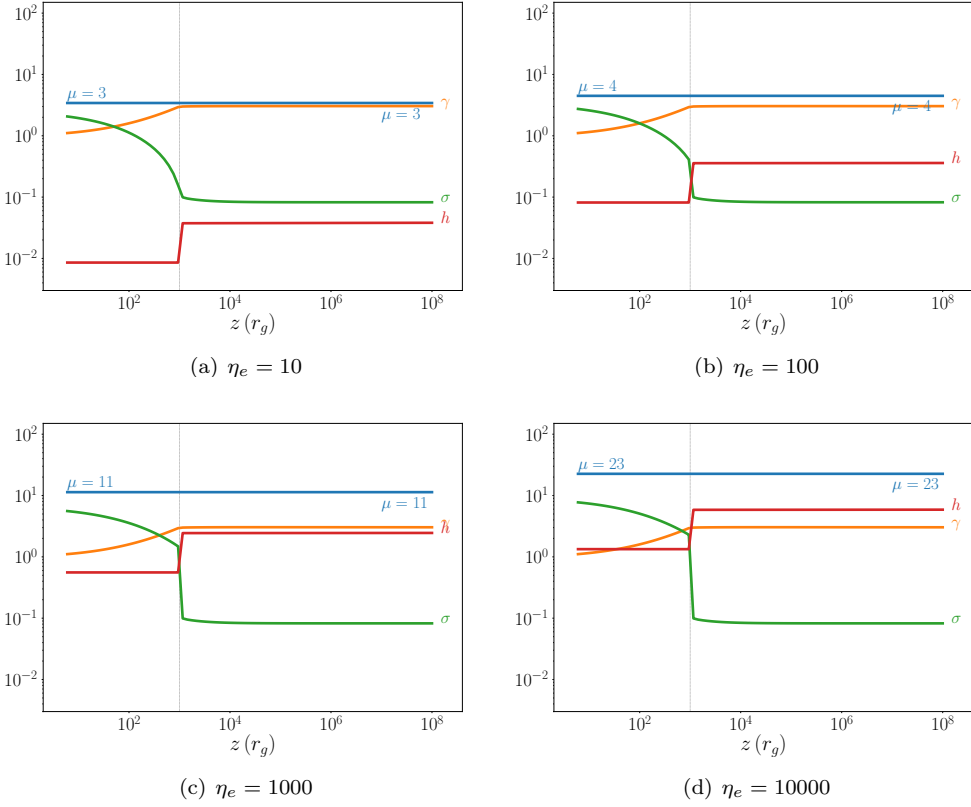 10^2
10^2
10^1
μ = 3
γ
μ = 3
10^1
μ = 4
γ
μ = 4
10^0
10^0
h
10^{-1}
σ
h
10^{-1}
σ
10^{-2}
10^{-2}
10^2 10^4 10^6 10^8
10^2 10^4 10^6 10^8
z (r_g)
z (r_g)
(a) η_e = 10
(b) η_e = 100
10^2
10^2
10^1
μ = 11
μ = 11
h
10^1
μ = 23
μ = 23
h
γ
10^0
10^0
10^{-1}
σ
10^{-1}
σ
10^{-2}
10^{-2}
10^2 10^4 10^6 10^8
10^2 10^4 10^6 10^8
z (r_g)
z (r_g)
(c) η_e = 1000
(d) η_e = 10000